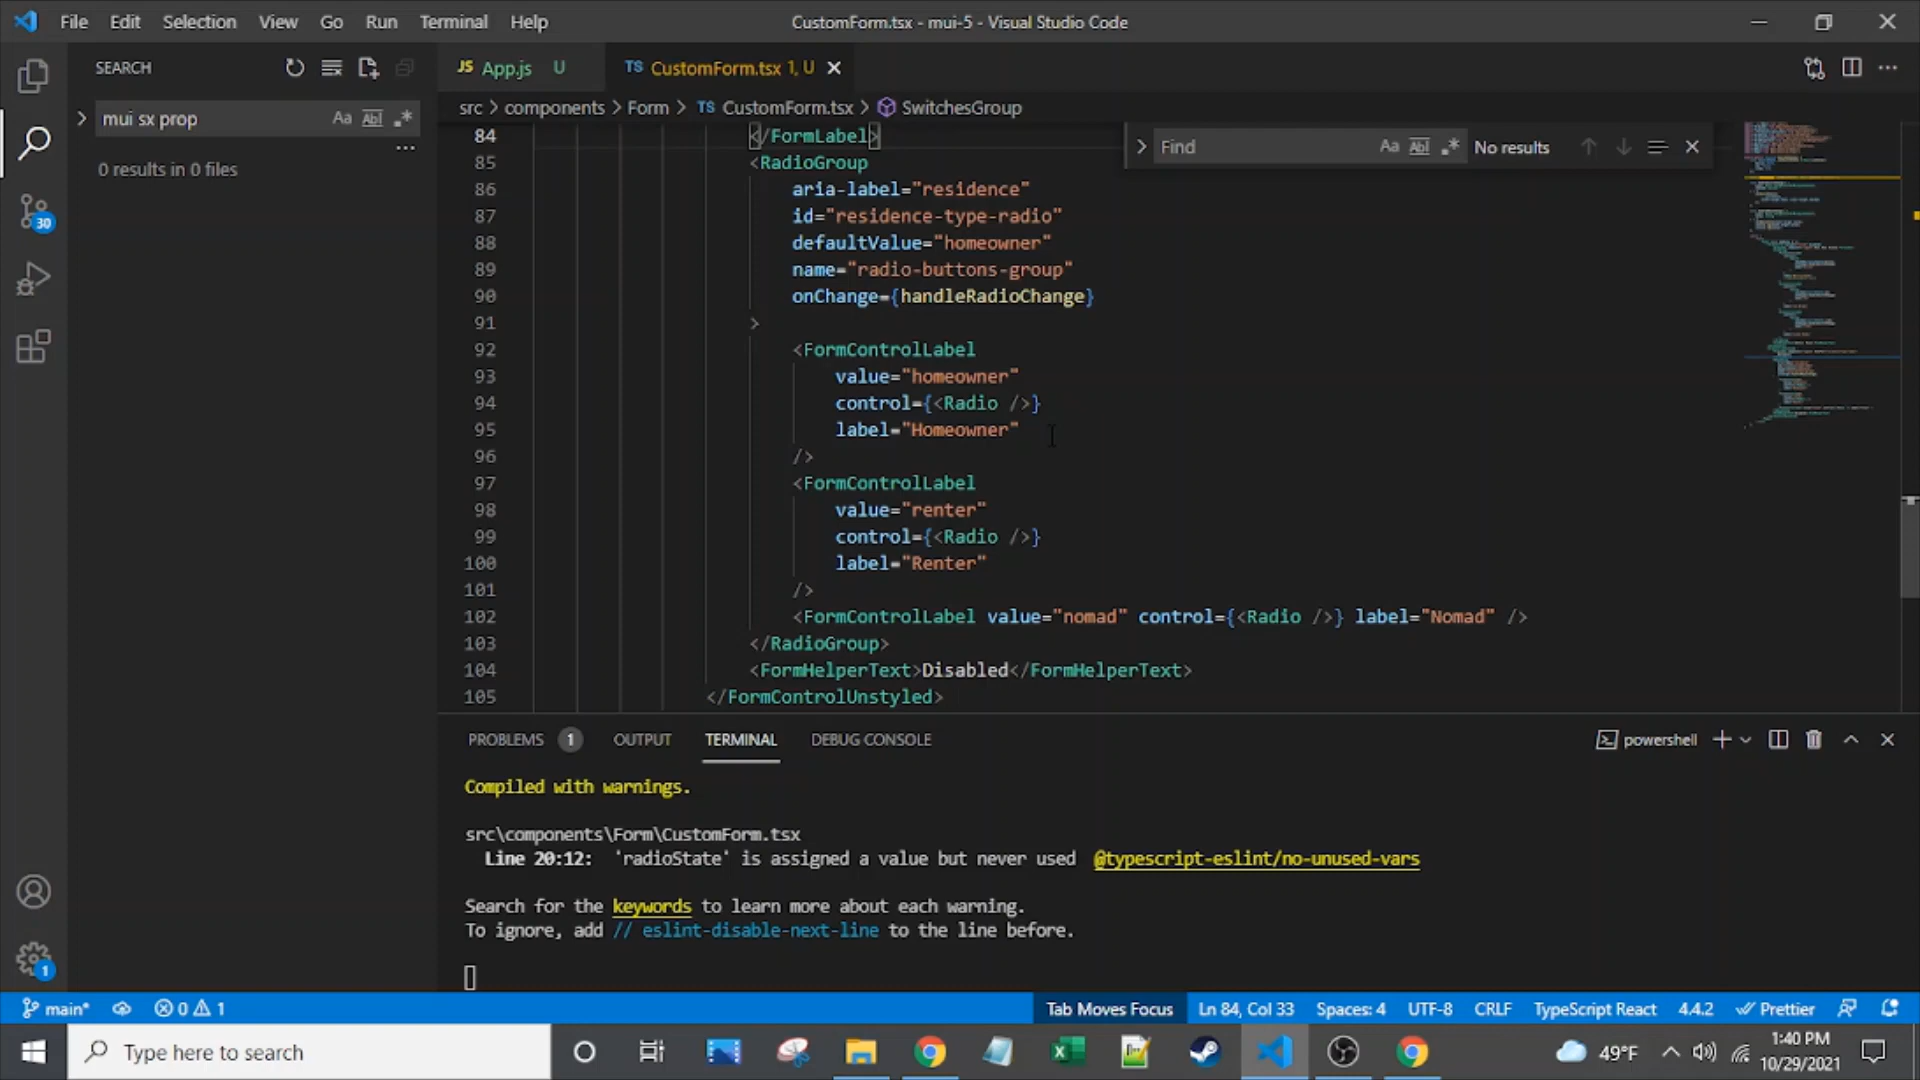 File Edit Selection View Go Run Terminal Help CustomForm.tsx - mui-5 - Visual Studio Code
SEARCH
mui sx prop Aa Abl .*
...
0 results in 0 files
30
1
JS App.js U TS CustomForm.tsx 1, U
src > components > Form > TS CustomForm.tsx > SwitchesGroup
Find Aa Abl .* No results
84 </FormLabel>
85 <RadioGroup
86 aria-label="residence"
87 id="residence-type-radio"
88 defaultValue="homeowner"
89 name="radio-buttons-group"
90 onChange={handleRadioChange}
91 >
92 <FormControlLabel
93 value="homeowner"
94 control={<Radio />}
95 label="Homeowner"
96 />
97 <FormControlLabel
98 value="renter"
99 control={<Radio />}
100 label="Renter"
101 />
102 <FormControlLabel value="nomad" control={<Radio />} label="Nomad" />
103 </RadioGroup>
104 <FormHelperText>Disabled</FormHelperText>
105 </FormControlUnstyled>
PROBLEMS 1 OUTPUT TERMINAL DEBUG CONSOLE powershell
Compiled with warnings.
src\components\Form\CustomForm.tsx
Line 20:12: 'radioState' is assigned a value but never used @typescript-eslint/no-unused-vars
Search for the keywords to learn more about each warning.
To ignore, add // eslint-disable-next-line to the line before.
main* 0 1 Tab Moves Focus Ln 84, Col 33 Spaces: 4 UTF-8 CRLF TypeScript React 4.4.2 Prettier
Type here to search 49°F 1:40 PM
10/29/2021